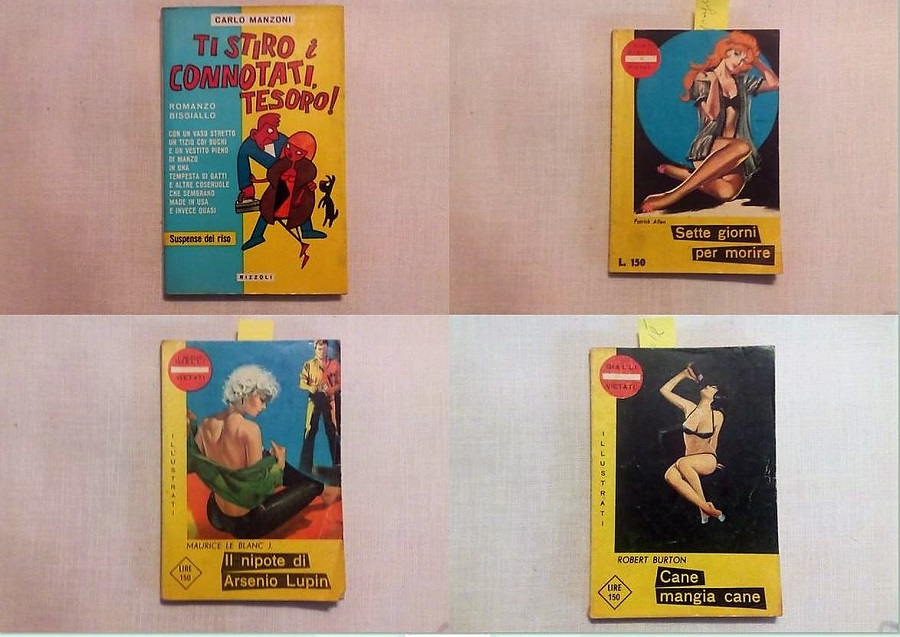 CARLO MANZONI
TI STIRO i
CONNOTATI,
TESORO!
ROMANZO
BISGIALLO
CON UN VASO STRETTO
UN TIZIO COI BUCHI
E UN VESTITO PIENO
DI MANZO
IN UNA
TEMPESTA DI GATTI
E ALTRE COSERUOLE
CHE SEMBRANO
MADE IN USA
E INVECE QUASI
Suspense del riso
RIZZOLI
Patrick Allen
Sette giorni
per morire
L. 150
VIETATI
ILLUSTRATI
MAURICE LE BLANC J.
Il nipote di
Arsenio Lupin
LIRE
150
GIALLI
VIETATI
ILLUSTRATI
ROBERT BURTON
Cane
mangia cane
LIRE
150